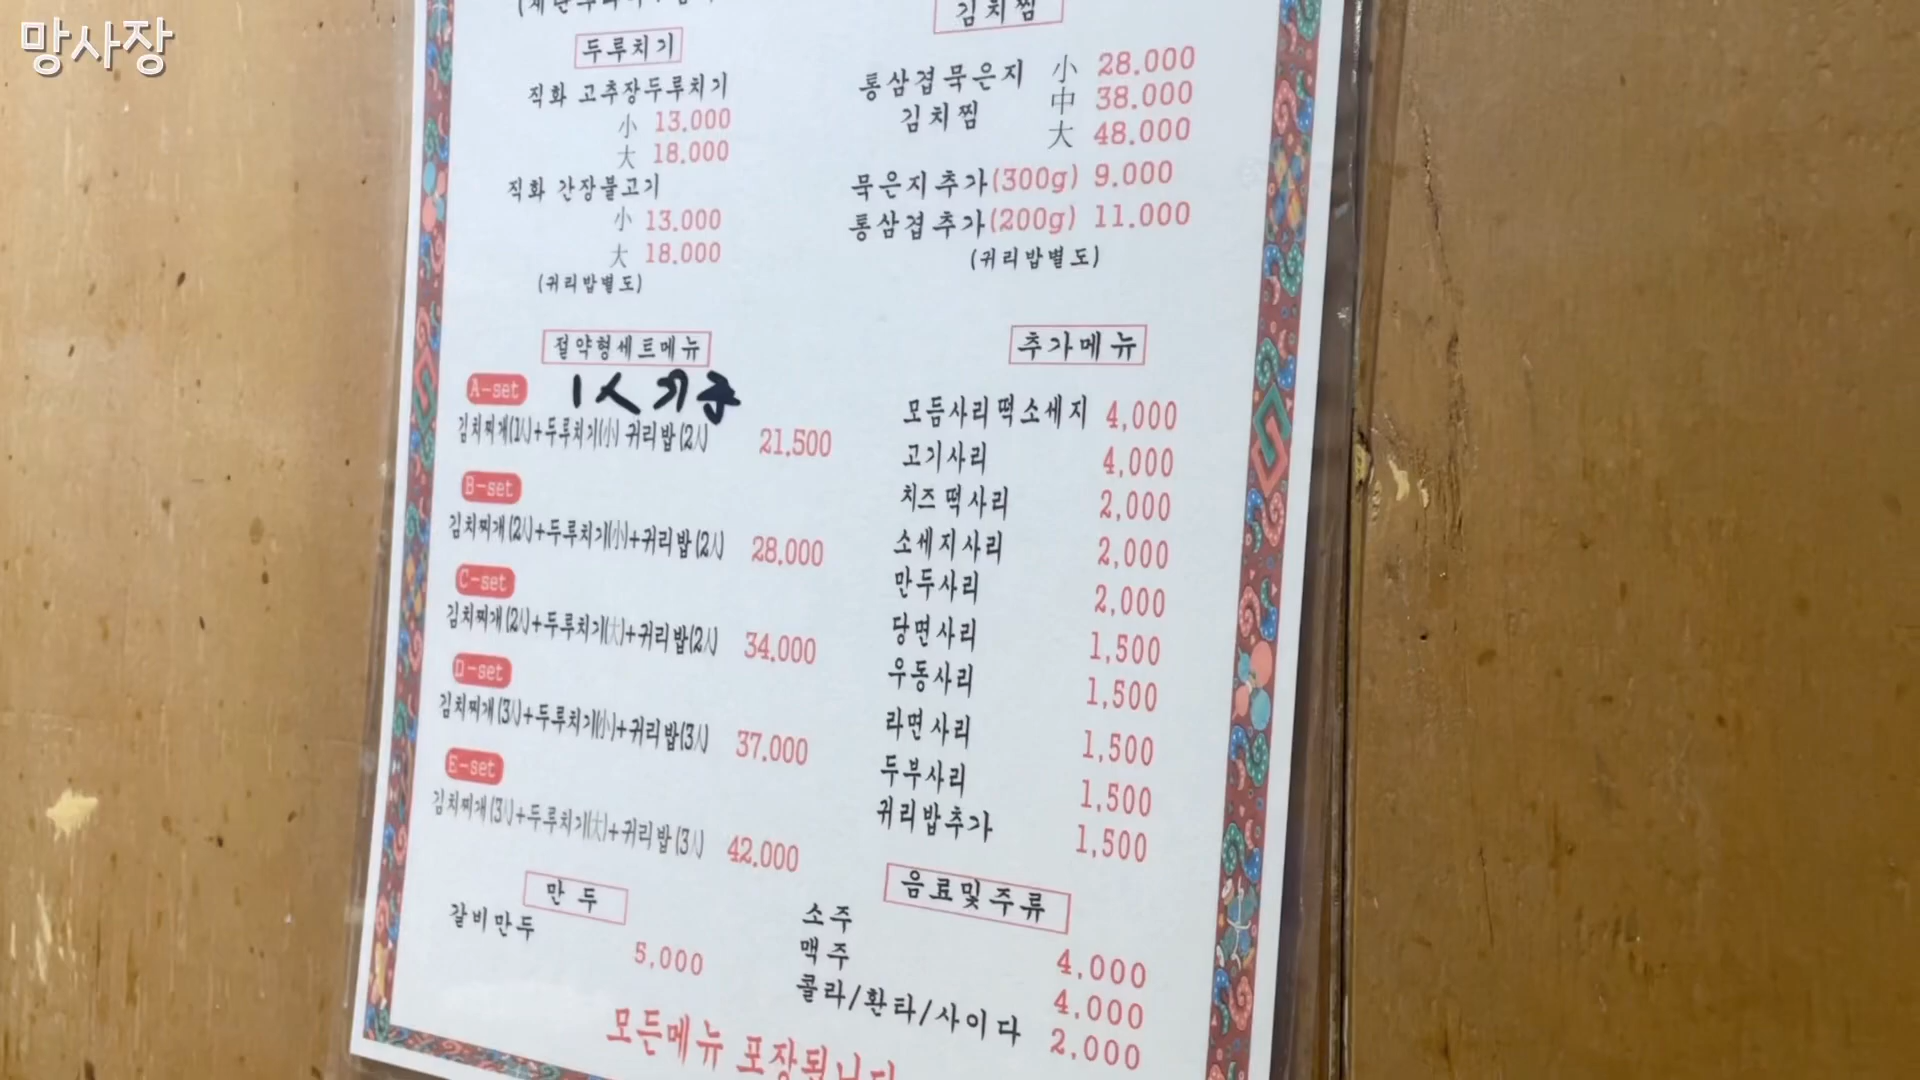 망사장
두루치기
직화 고추장두루치기
小 13.000
大 18.000
직화 간장불고기
小 13.000
大 18.000
(귀리밥별도)
절약형세트메뉴
A-set 1人기준
김치찌개(1人)+두루치기(小) 귀리밥(2人) 21.500
B-set
김치찌개(2人)+두루치기(小)+귀리밥(2人) 28.000
C-set
김치찌개(2人)+두루치기(大)+귀리밥(2人) 34.000
D-set
김치찌개(3人)+두루치기(小)+귀리밥(3人) 37.000
E-set
김치찌개(3人)+두루치기(大)+귀리밥(3人) 42.000
만두
갈비만두 5,000
김치찜
통삼겹묵은지 小 28.000
김치찜 中 38.000
大 48.000
묵은지추가(300g) 9.000
통삼겹추가(200g) 11.000
(귀리밥별도)
추가메뉴
모듬사리떡소세지 4,000
고기사리 4,000
치즈떡사리 2,000
소세지사리 2,000
만두사리 2,000
당면사리 1,500
우동사리 1,500
라면사리 1,500
두부사리 1,500
귀리밥추가 1,500
음료및주류
소주 4,000
맥주 4,000
콜라/환타/사이다 2,000
모든메뉴 포장됩니다